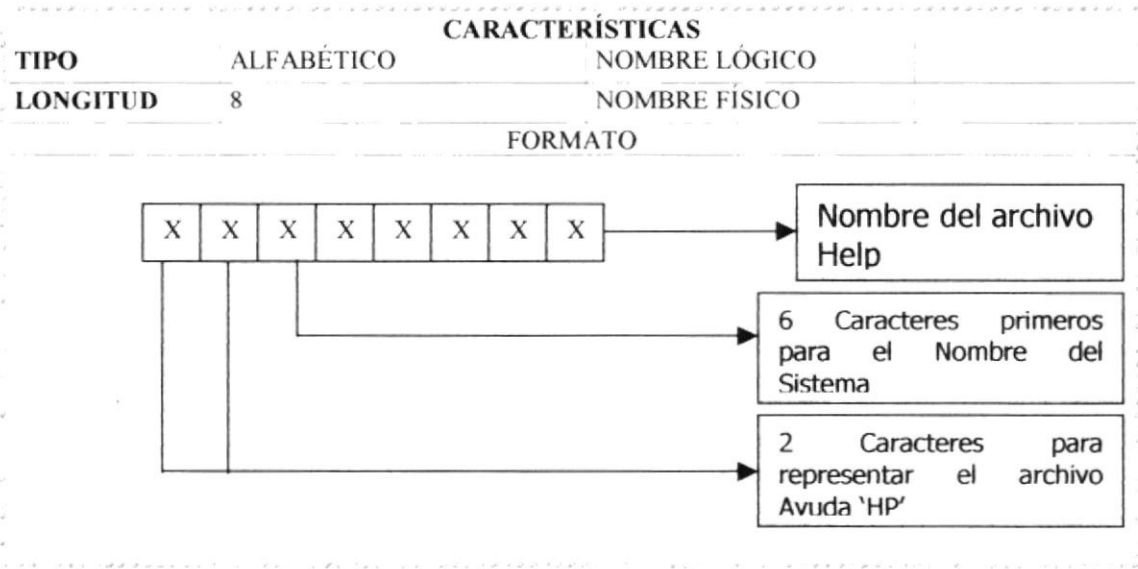 CARACTERÍSTICAS
TIPO ALFABÉTICO NOMBRE LÓGICO
LONGITUD 8 NOMBRE FÍSICO
FORMATO
X X X X X X X X
Nombre del archivo
Help
6 Caracteres primeros
para el Nombre del
Sistema
2 Caracteres para
representar el archivo
Ayuda ‘HP’